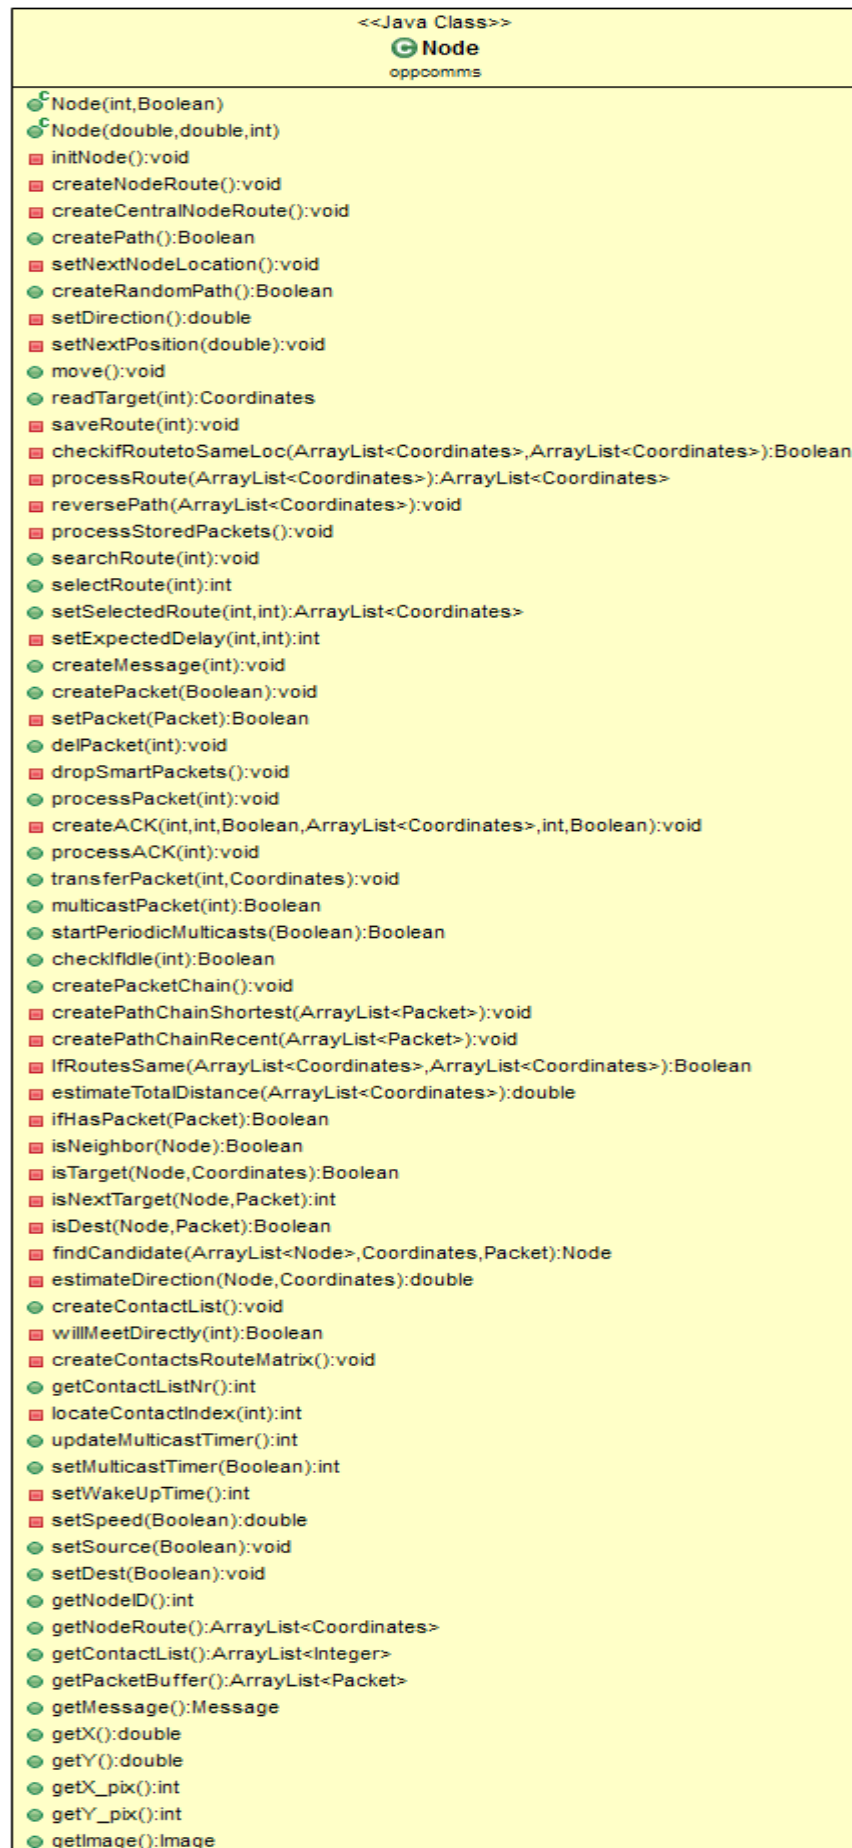 <<Java Class>>
C Node
oppcomms
C Node(int,Boolean)
C Node(double,double,int)
initNode():void
createNodeRoute():void
createCentralNodeRoute():void
createPath():Boolean
setNextNodeLocation():void
createRandomPath():Boolean
setDirection():double
setNextPosition(double):void
move():void
readTarget(int):Coordinates
saveRoute(int):void
checkifRoutetoSameLoc(ArrayList<Coordinates>,ArrayList<Coordinates>):Boolean
processRoute(ArrayList<Coordinates>):ArrayList<Coordinates>
reversePath(ArrayList<Coordinates>):void
processStoredPackets():void
searchRoute(int):void
selectRoute(int):int
setSelectedRoute(int,int):ArrayList<Coordinates>
setExpectedDelay(int,int):int
createMessage(int):void
createPacket(Boolean):void
setPacket(Packet):Boolean
delPacket(int):void
dropSmartPackets():void
processPacket(int):void
createACK(int,int,Boolean,ArrayList<Coordinates>,int,Boolean):void
processACK(int):void
transferPacket(int,Coordinates):void
multicastPacket(int):Boolean
startPeriodicMulticasts(Boolean):Boolean
checkIfIdle(int):Boolean
createPacketChain():void
createPathChainShortest(ArrayList<Packet>):void
createPathChainRecent(ArrayList<Packet>):void
IfRoutesSame(ArrayList<Coordinates>,ArrayList<Coordinates>):Boolean
estimateTotalDistance(ArrayList<Coordinates>):double
ifHasPacket(Packet):Boolean
isNeighbor(Node):Boolean
isTarget(Node,Coordinates):Boolean
isNextTarget(Node,Packet):int
isDest(Node,Packet):Boolean
findCandidate(ArrayList<Node>,Coordinates,Packet):Node
estimateDirection(Node,Coordinates):double
createContactList():void
willMeetDirectly(int):Boolean
createContactsRouteMatrix():void
getContactListNr():int
locateContactIndex(int):int
updateMulticastTimer():int
setMulticastTimer(Boolean):int
setWakeUpTime():int
setSpeed(Boolean):double
setSource(Boolean):void
setDest(Boolean):void
getNodeID():int
getNodeRoute():ArrayList<Coordinates>
getContactList():ArrayList<Integer>
getPacketBuffer():ArrayList<Packet>
getMessage():Message
getX():double
getY():double
getX_pix():int
getY_pix():int
getImage():Image